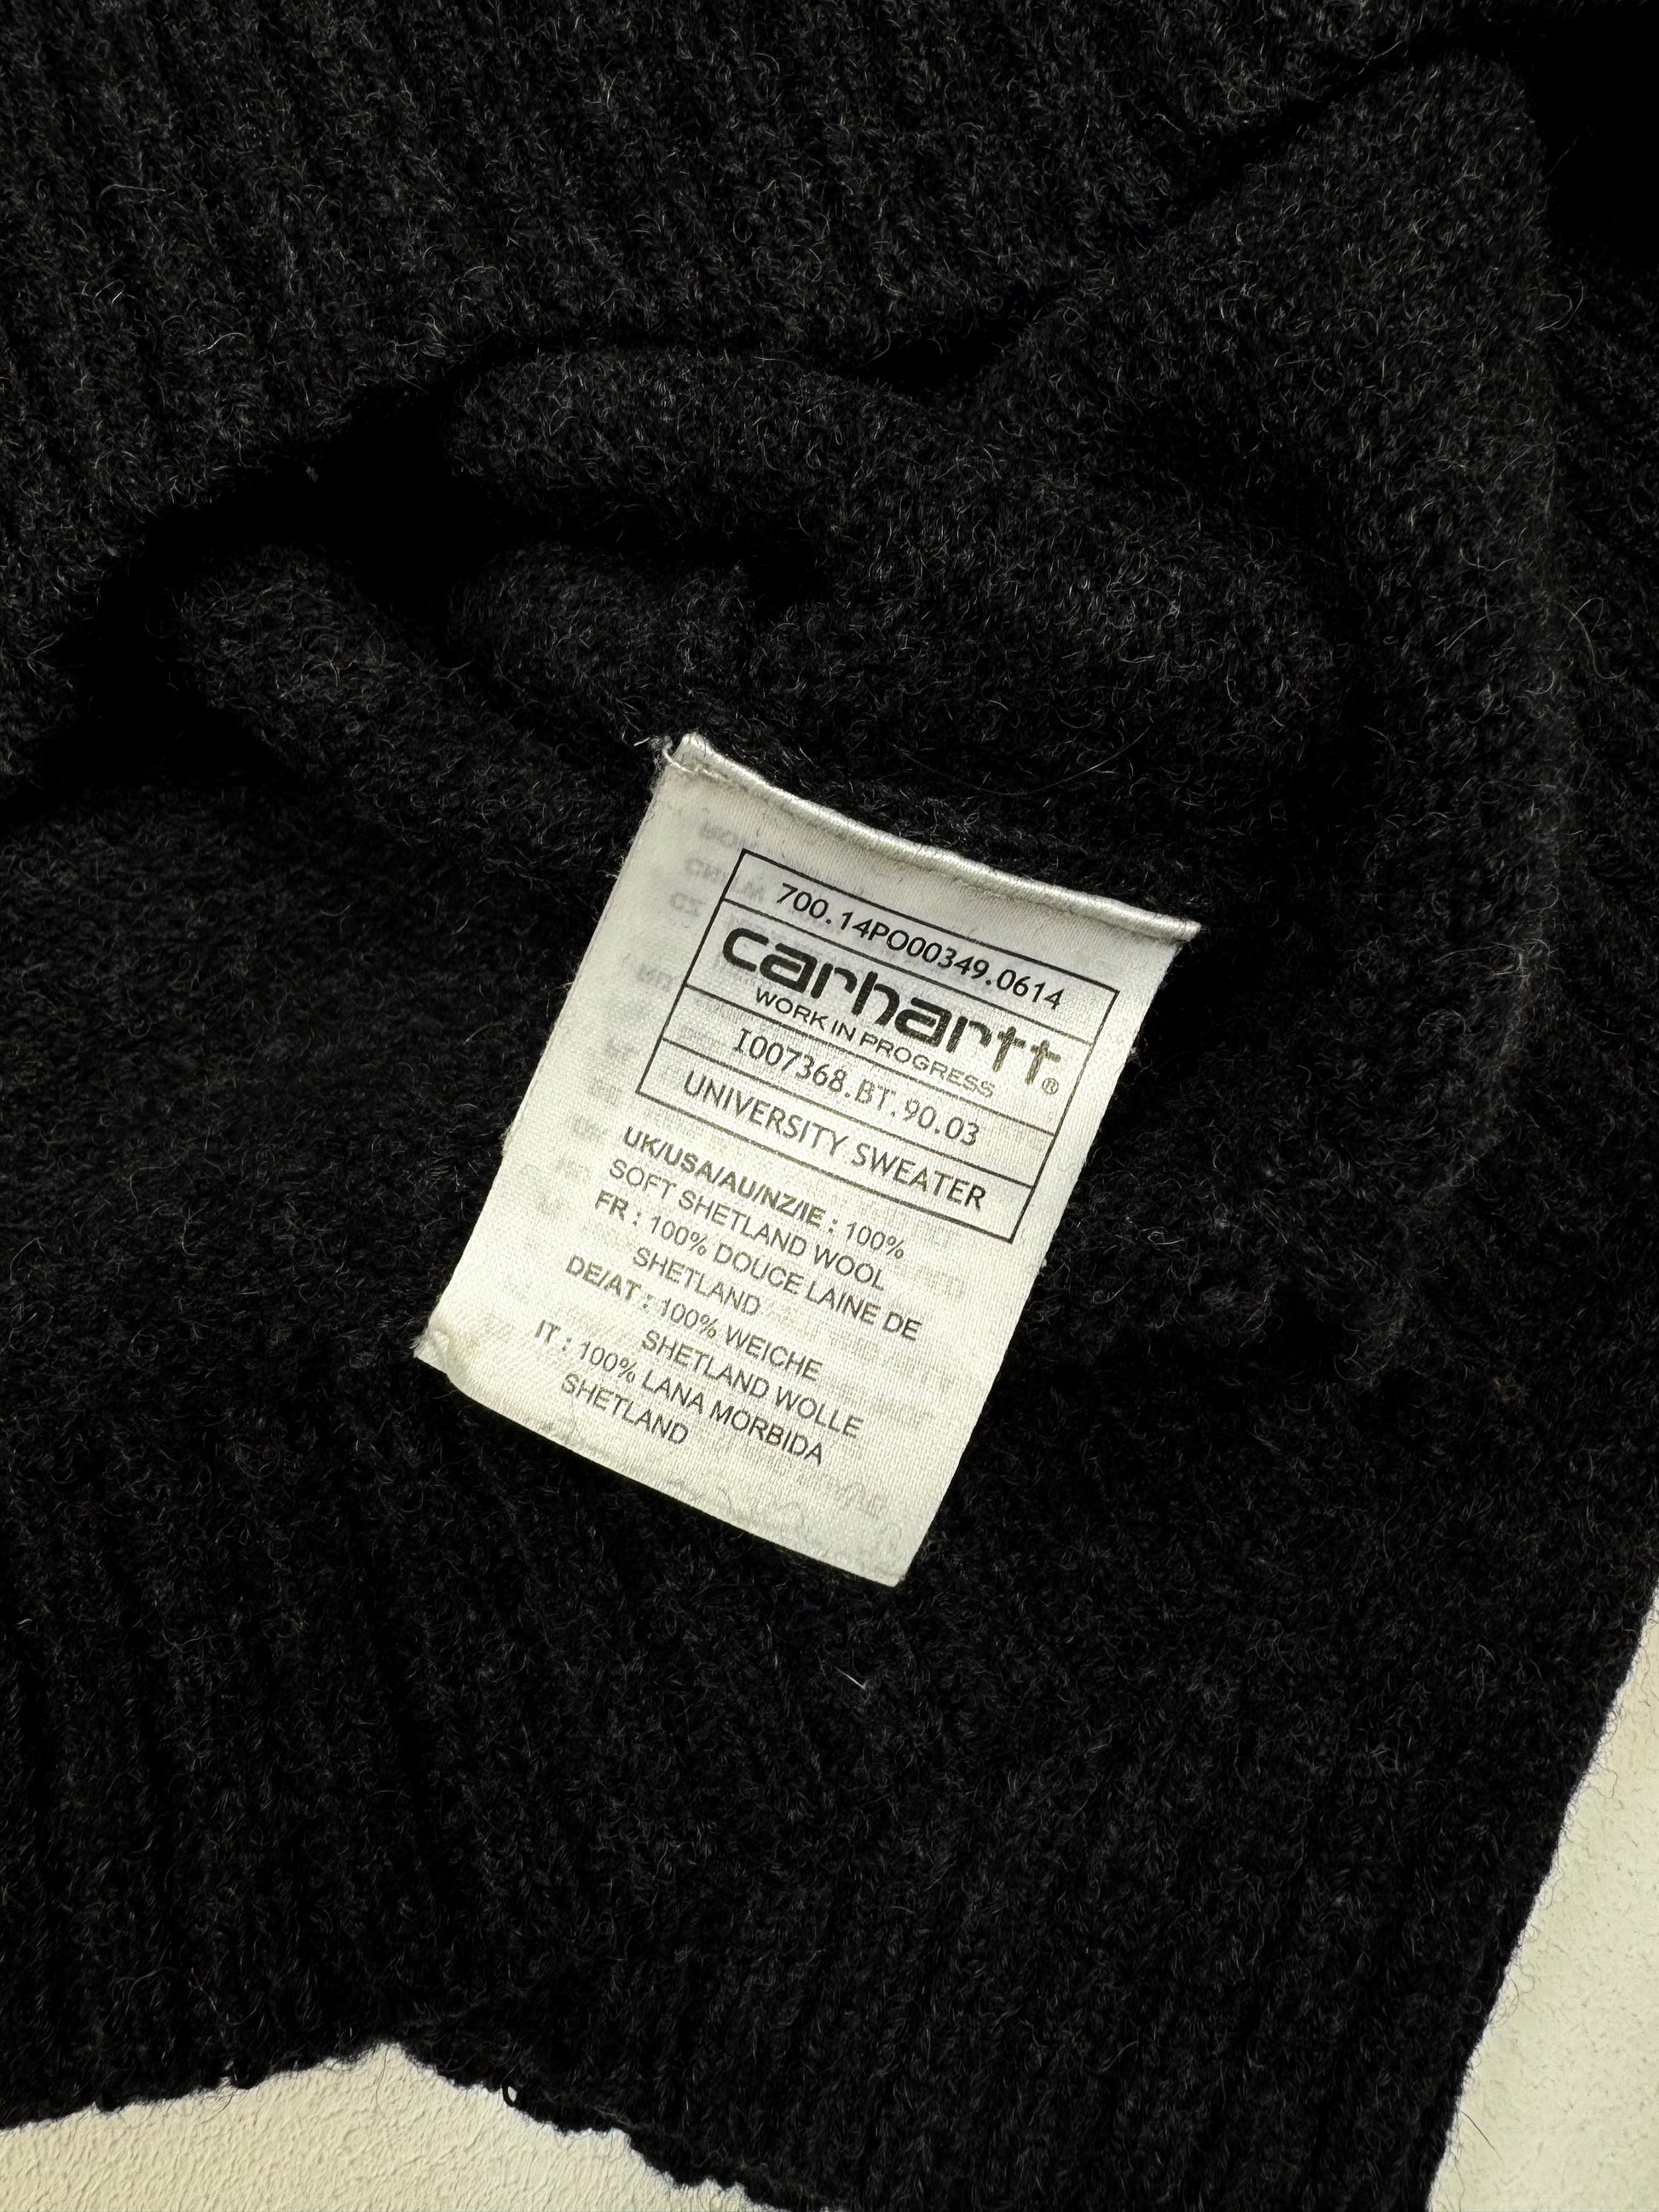 700.14PO00349.0614
carhartt®
WORK IN PROGRESS
I007368.BT.90.03
UNIVERSITY SWEATER
UK/USA/AU/NZ/IE : 100%
SOFT SHETLAND WOOL
FR : 100% DOUCE LAINE DE
SHETLAND
DE/AT : 100% WEICHE
SHETLAND WOLLE
IT : 100% LANA MORBIDA
SHETLAND